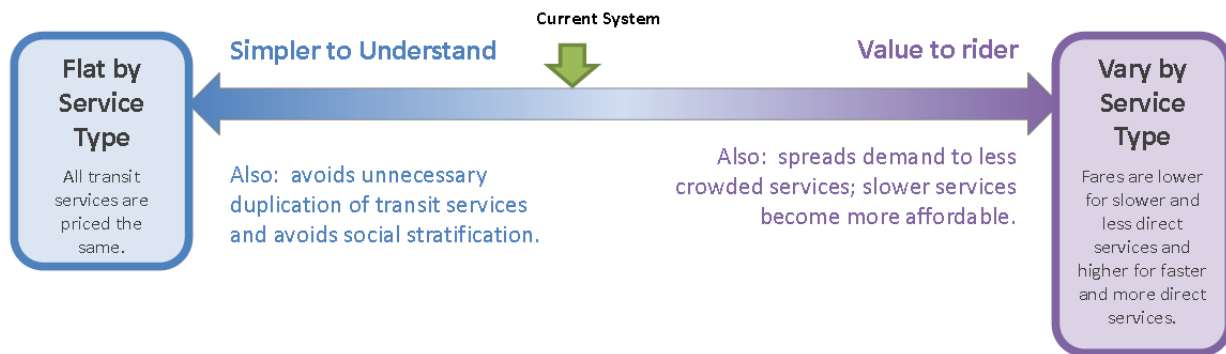 Current System
Flat by
Service
Type
All transit
services are
priced the
same.
Simpler to Understand
Also: avoids unnecessary
duplication of transit services
and avoids social stratification.
Value to rider
Also: spreads demand to less
crowded services; slower services
become more affordable.
Vary by
Service
Type
Fares are lower
for slower and
less direct
services and
higher for faster
and more direct
services.